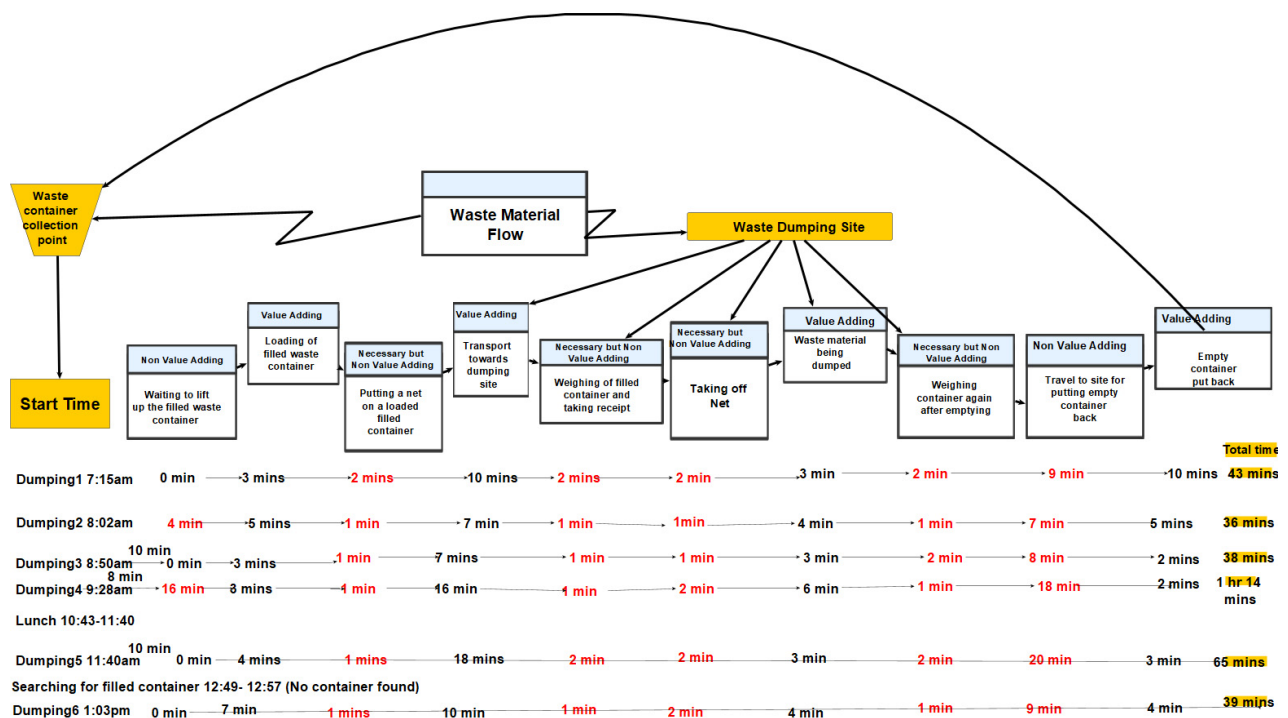 Waste
container
collection
point
Waste Material
Flow
Waste Dumping Site
Start Time
Non Value Adding
Waiting to lift
up the filled waste
container
Value Adding
Loading of
filled waste
container
Necessary but
Non Value Adding
Putting a net
on a loaded
filled
container
Value Adding
Transport
towards
dumping
site
Necessary but Non
Value Adding
Weighing of filled
container and
taking receipt
Necessary but
Non Value Adding
Taking off
Net
Value Adding
Waste material
being
dumped
Necessary but Non
Value Adding
Weighing
container again
after emptying
Non Value Adding
Travel to site for
putting empty
container
back
Value Adding
Empty
container
put back
Total time
Dumping1 7:15am 0 min 3 mins 2 mins 10 mins 2 mins 2 min 3 min 2 min 9 min 10 mins 43 mins
Dumping2 8:02am 4 min 5 mins 1 min 7 min 1 min 1min 4 min 1 min 7 min 5 mins 36 mins
Dumping3 8:50am 10 min 0 min 3 mins 1 min 7 mins 1 min 1 min 3 min 2 min 8 min 2 mins 38 mins
Dumping4 9:28am 8 min 16 min 3 mins 1 min 16 min 1 min 2 min 6 min 1 min 18 min 2 mins 1 hr 14
mins
Lunch 10:43-11:40
Dumping5 11:40am 10 min 0 min 4 mins 1 mins 18 mins 2 min 2 min 3 min 2 min 20 min 3 min 65 mins
Searching for filled container 12:49- 12:57 (No container found)
Dumping6 1:03pm 0 min 7 min 1 mins 10 min 1 min 2 min 4 min 1 min 9 min 4 min 39 mins